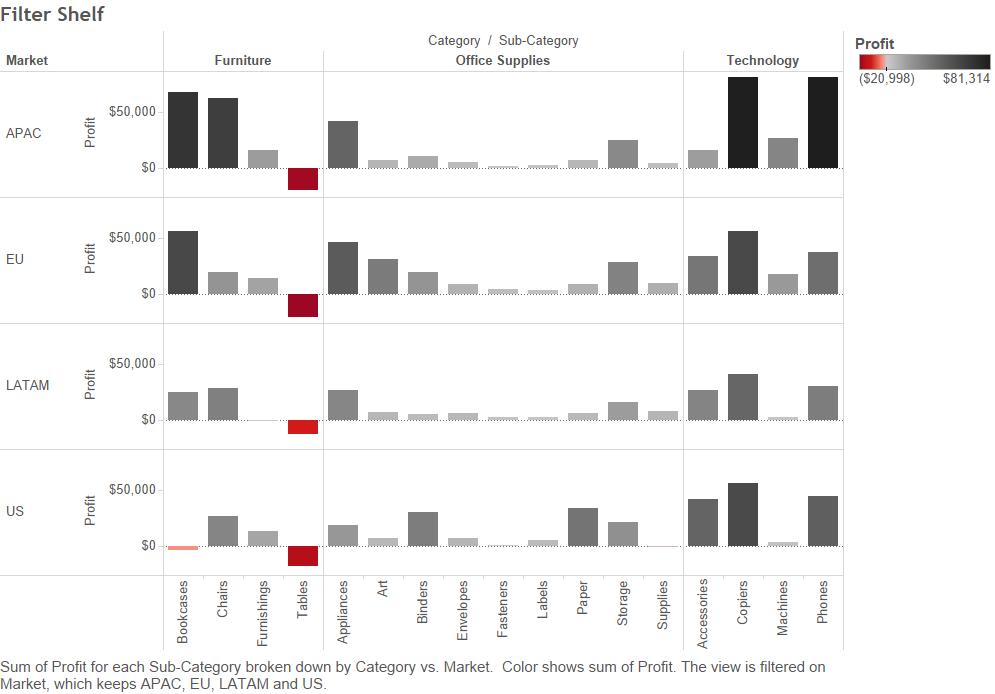 Filter Shelf
Category / Sub-Category
Market Furniture Office Supplies Technology
Profit
($20,998) $81,314
APAC Profit $50,000
$0
EU Profit $50,000
$0
LATAM Profit $50,000
$0
US Profit $50,000
$0
Bookcases Chairs Furnishings Tables Appliances Art Binders Envelopes Fasteners Labels Paper Storage Supplies Accessories Copiers Machines Phones
Sum of Profit for each Sub-Category broken down by Category vs. Market.  Color shows sum of Profit. The view is filtered on
Market, which keeps APAC, EU, LATAM and US.